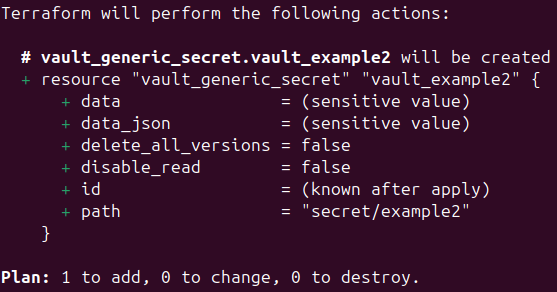 Terraform will perform the following actions:
# vault_generic_secret.vault_example2 will be created
+ resource "vault_generic_secret" "vault_example2" {
+ data = (sensitive value)
+ data_json = (sensitive value)
+ delete_all_versions = false
+ disable_read = false
+ id = (known after apply)
+ path = "secret/example2"
}
Plan: 1 to add, 0 to change, 0 to destroy.